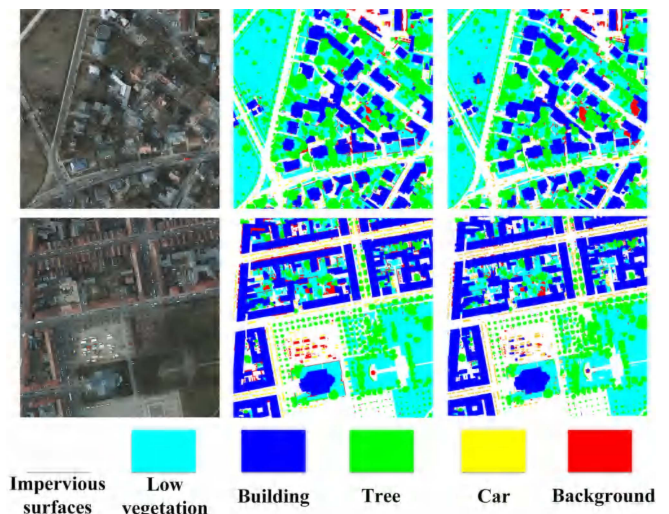 Impervious
surfaces
Low
vegetation
Building
Tree
Car
Background